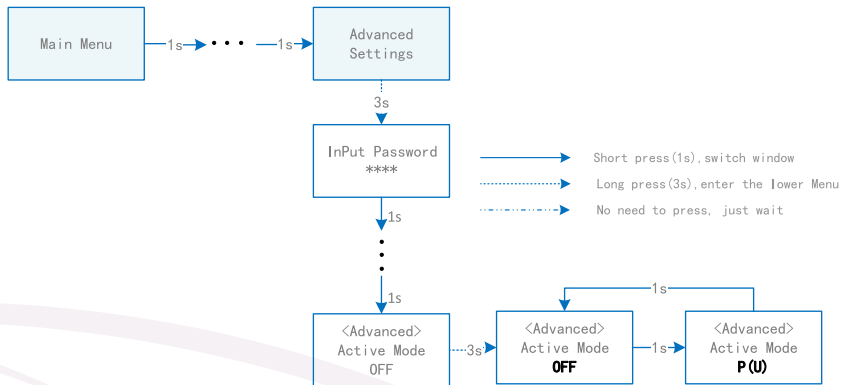 Main Menu
1s
1s
Advanced
Settings
3s
InPut Password
****
Short press(1s),switch window
Long press(3s),enter the lower Menu
No need to press, just wait
1s
1s
<Advanced>
Active Mode
OFF
3s
<Advanced>
Active Mode
OFF
1s
1s
<Advanced>
Active Mode
P(U)